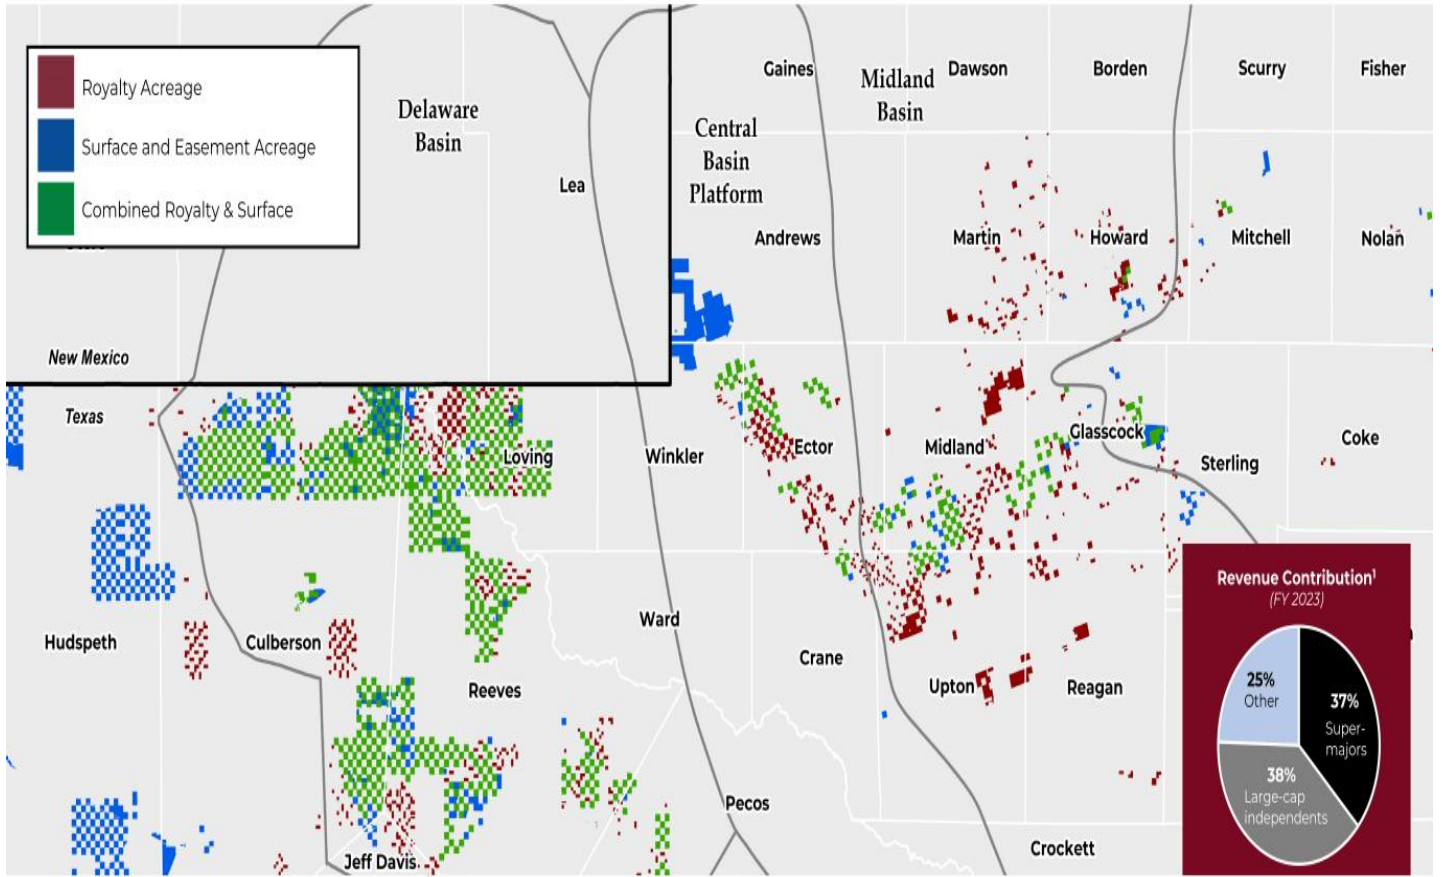 Royalty Acreage
Surface and Easement Acreage
Combined Royalty & Surface
Delaware
Basin
Lea
Central
Basin
Platform
Midland
Basin
Gaines
Dawson
Borden
Scurry
Fisher
Andrews
Martin
Howard
Mitchell
Nolan
New Mexico
Texas
Loving
Winkler
Ector
Midland
Glasscock
Sterling
Coke
Hudspeth
Culberson
Reeves
Ward
Crane
Upton
Reagan
Pecos
Jeff Davis
Crockett
Revenue Contribution¹
(FY 2023)
25%
Other
37%
Super-
majors
38%
Large-cap
independents